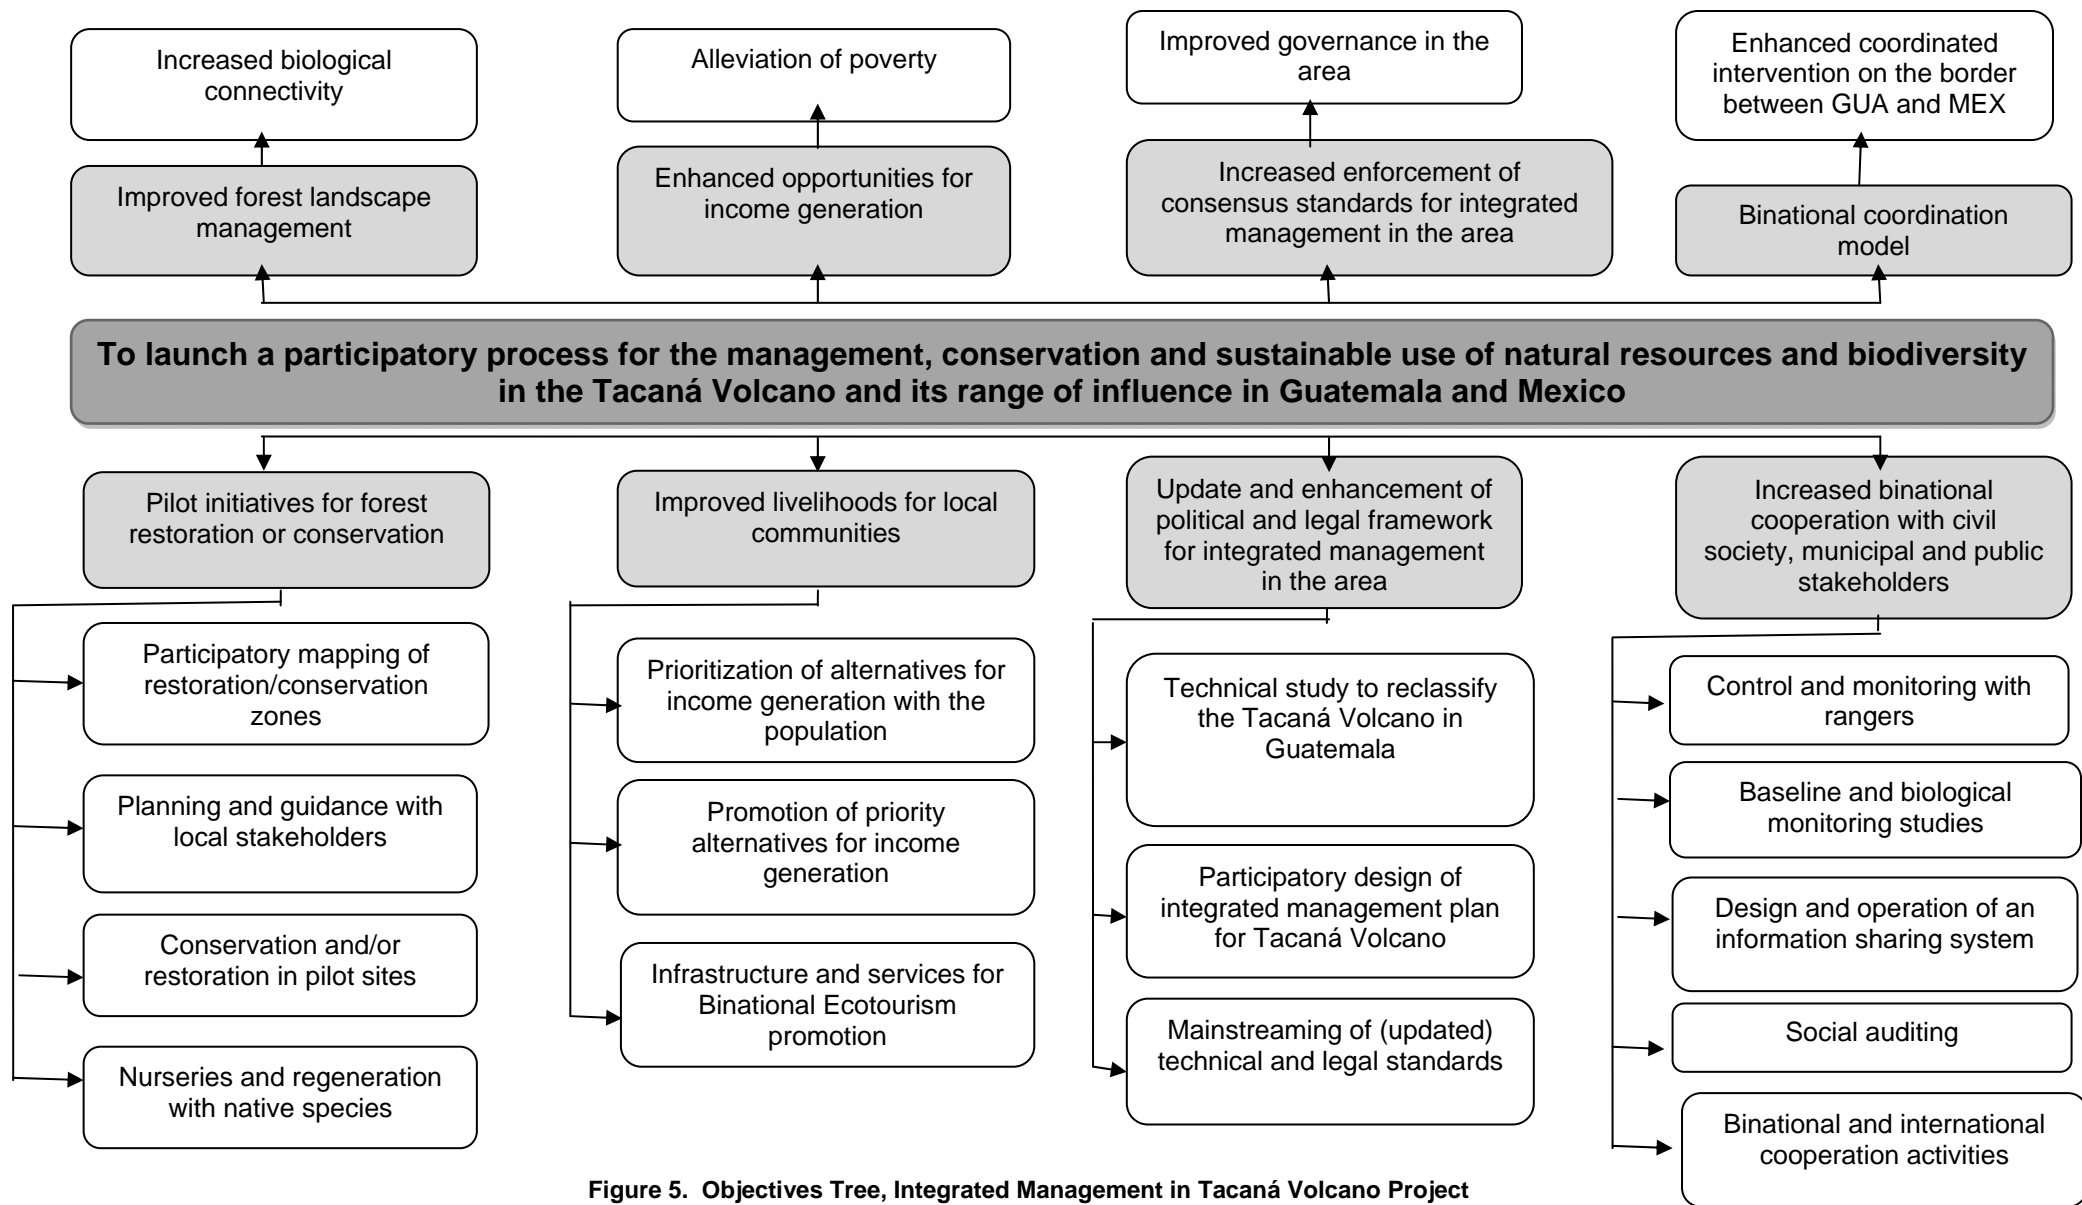 Increased biological
connectivity
Alleviation of poverty
Improved governance in the
area
Enhanced coordinated
intervention on the border
between GUA and MEX
Improved forest landscape
management
Enhanced opportunities for
income generation
Increased enforcement of
consensus standards for integrated
management in the area
Binational coordination
model
To launch a participatory process for the management, conservation and sustainable use of natural resources and biodiversity
in the Tacaná Volcano and its range of influence in Guatemala and Mexico
Pilot initiatives for forest
restoration or conservation
Improved livelihoods for local
communities
Update and enhancement of
political and legal framework
for integrated management
in the area
Increased binational
cooperation with civil
society, municipal and public
stakeholders
Participatory mapping of
restoration/conservation
zones
Planning and guidance with
local stakeholders
Conservation and/or
restoration in pilot sites
Nurseries and regeneration
with native species
Prioritization of alternatives for
income generation with the
population
Promotion of priority
alternatives for income
generation
Infrastructure and services for
Binational Ecotourism
promotion
Technical study to reclassify
the Tacaná Volcano in
Guatemala
Participatory design of
integrated management plan
for Tacaná Volcano
Mainstreaming of (updated)
technical and legal standards
Control and monitoring with
rangers
Baseline and biological
monitoring studies
Design and operation of an
information sharing system
Social auditing
Binational and international
cooperation activities
Figure 5. Objectives Tree, Integrated Management in Tacaná Volcano Project